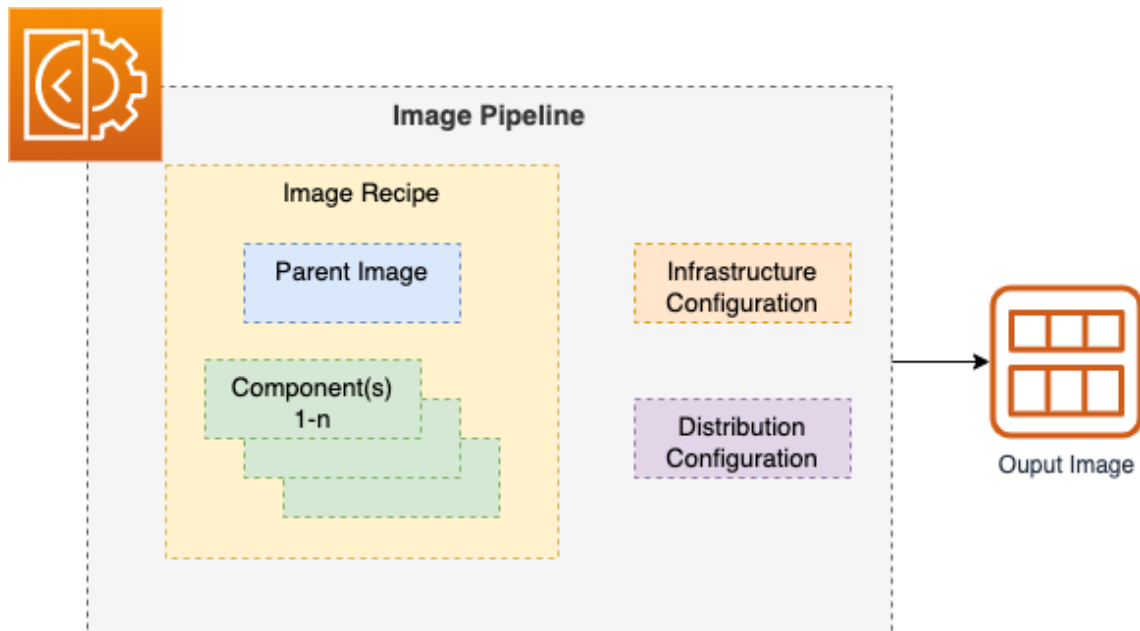 Image Pipeline
Image Recipe
Parent Image
Component(s)
1-n
Infrastructure
Configuration
Distribution
Configuration
Ouput Image